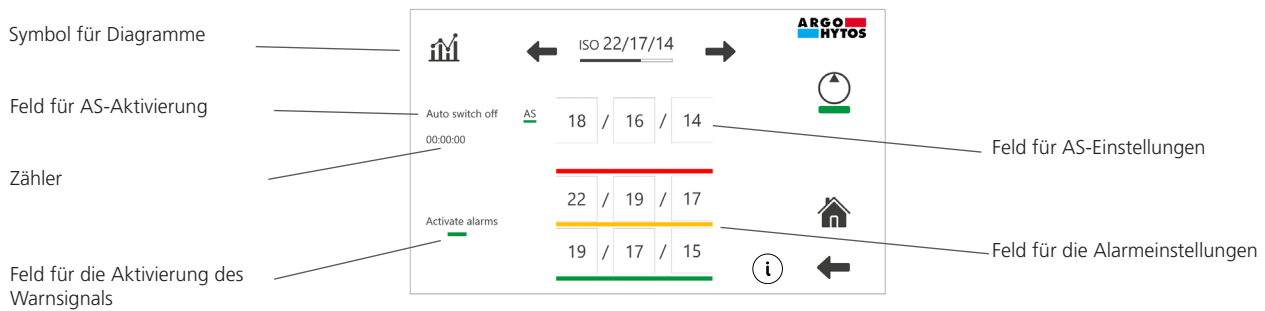 Symbol für Diagramme
Feld für AS-Aktivierung
Zähler
Feld für die Aktivierung des
Warnsignals
ISO 22/17/14
ARGO
HYTOS
Auto switch off
AS
00:00:00
18 / 16 / 14
22 / 19 / 17
Activate alarms
19 / 17 / 15
i
Feld für AS-Einstellungen
Feld für die Alarmeinstellungen